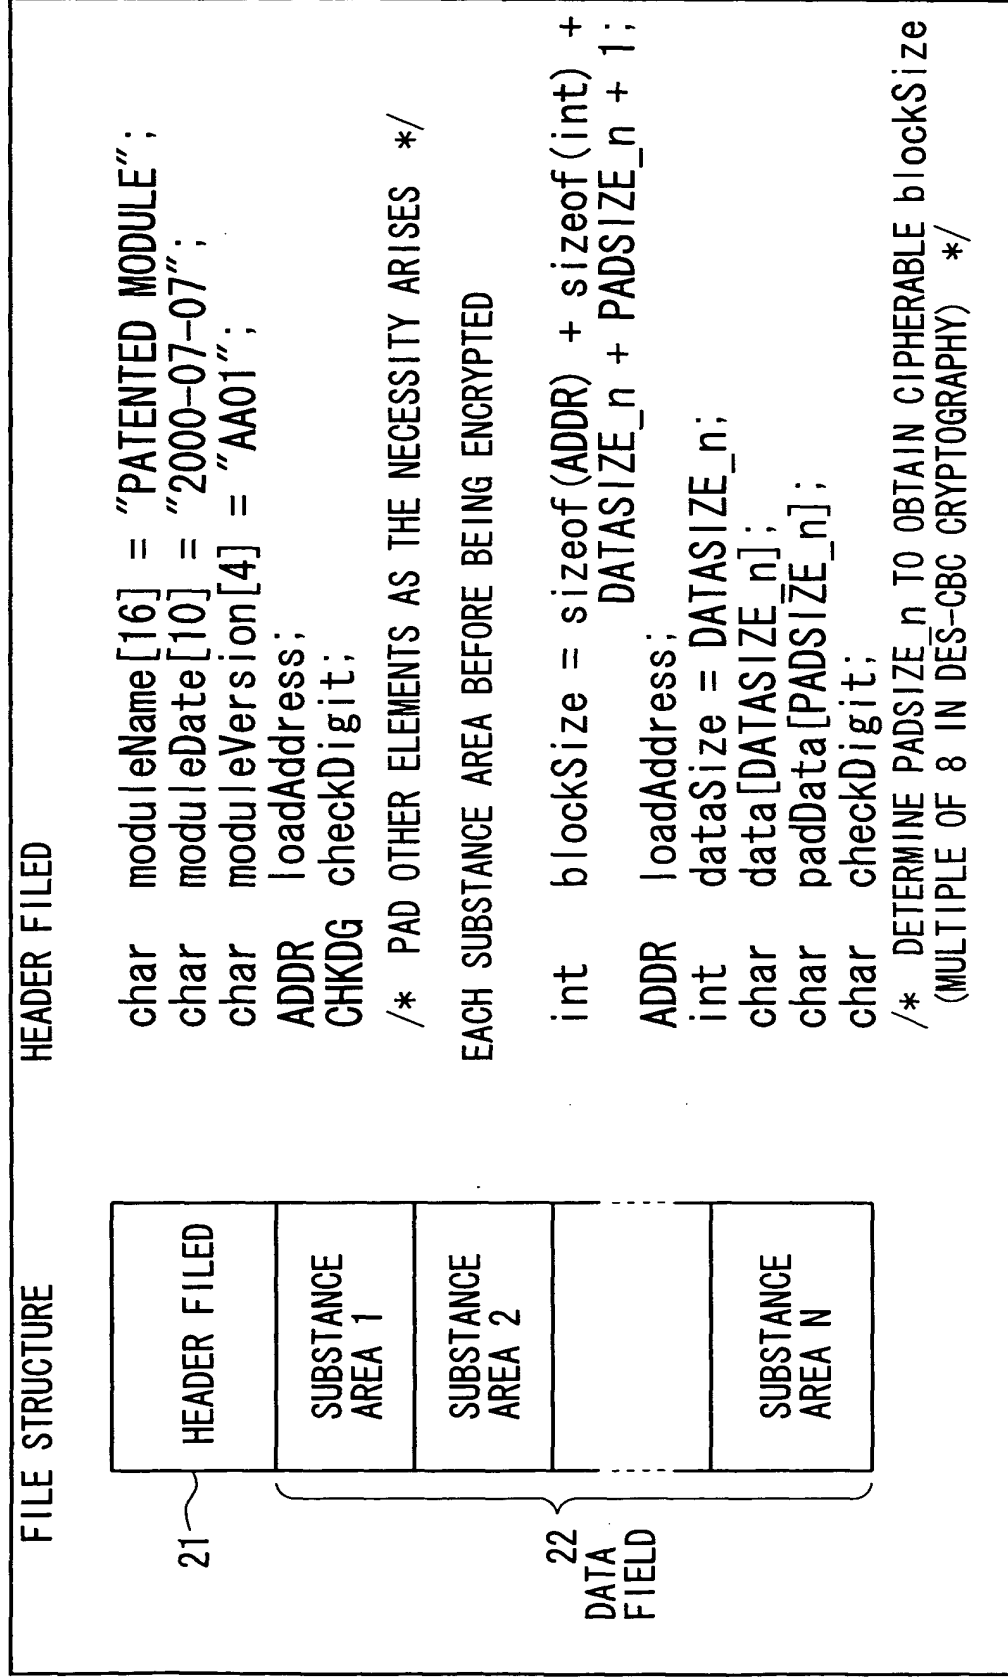 FILE STRUCTURE
21
HEADER FILED
SUBSTANCE
AREA 1
SUBSTANCE
AREA 2
SUBSTANCE
AREA N
22
DATA
FIELD
HEADER FILED
char moduleName[16] = "PATENTED MODULE";
char moduleDate[10] = "2000-07-07";
char moduleVersion[4] = "AA01";
ADDR loadAddress;
CHKDG checkDigit;
/* PAD OTHER ELEMENTS AS THE NECESSITY ARISES */
EACH SUBSTANCE AREA BEFORE BEING ENCRYPTED
int blockSize = sizeof(ADDR) + sizeof(int) +
DATASIZE_n + PADSIZE_n + 1;
ADDR loadAddress;
int dataSize = DATASIZE_n;
char data[DATASIZE_n];
char padData[PADSIZE_n];
char checkDigit;
/* DETERMINE PADSIZE_n TO OBTAIN CIPHERABLE blockSize
(MULTIPLE OF 8 IN DES-CBC CRYPTOGRAPHY) */